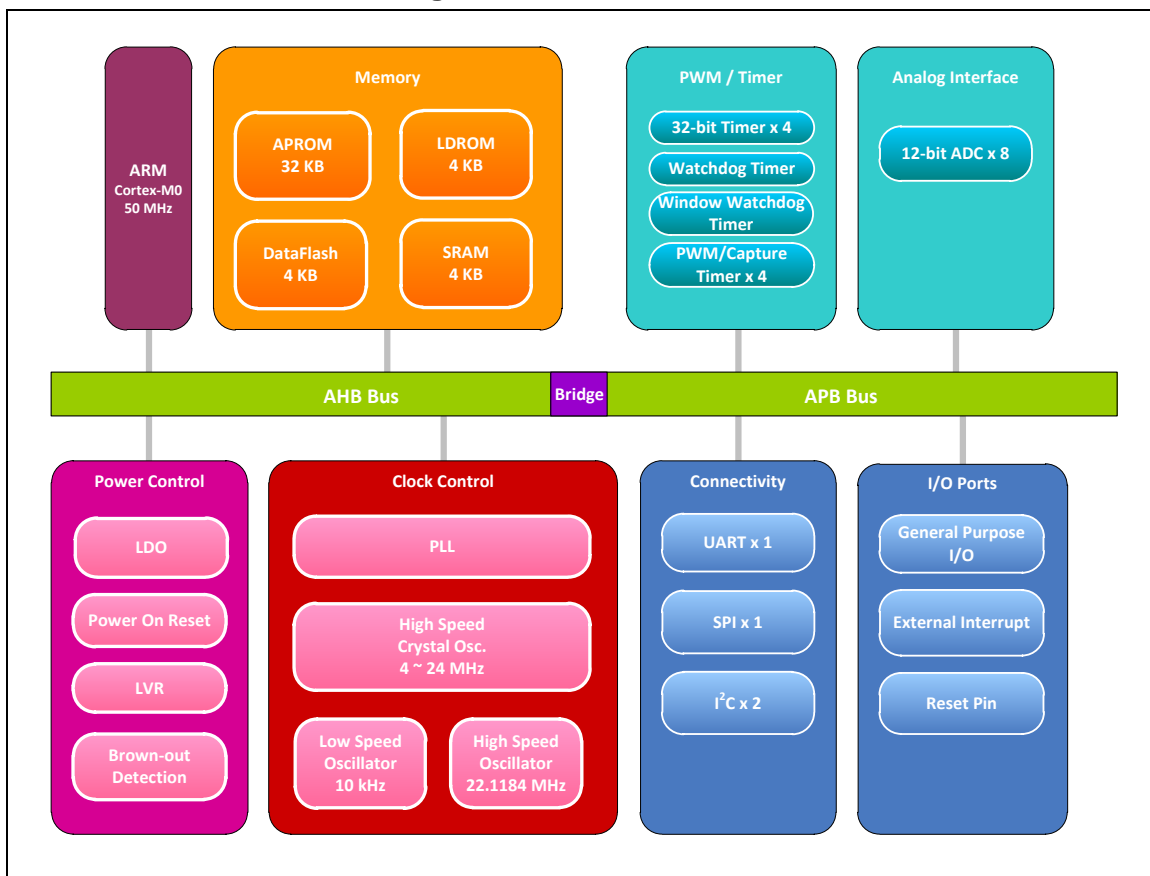 ARM
Cortex-M0
50 MHz
Memory
APROM
32 KB
LDROM
4 KB
DataFlash
4 KB
SRAM
4 KB
PWM / Timer
32-bit Timer x 4
Watchdog Timer
Window Watchdog
Timer
PWM/Capture
Timer x 4
Analog Interface
12-bit ADC x 8
AHB Bus
Bridge
APB Bus
Power Control
LDO
Power On Reset
LVR
Brown-out
Detection
Clock Control
PLL
High Speed
Crystal Osc.
4 ~ 24 MHz
Low Speed
Oscillator
10 kHz
High Speed
Oscillator
22.1184 MHz
Connectivity
UART x 1
SPI x 1
I²C x 2
I/O Ports
General Purpose
I/O
External Interrupt
Reset Pin